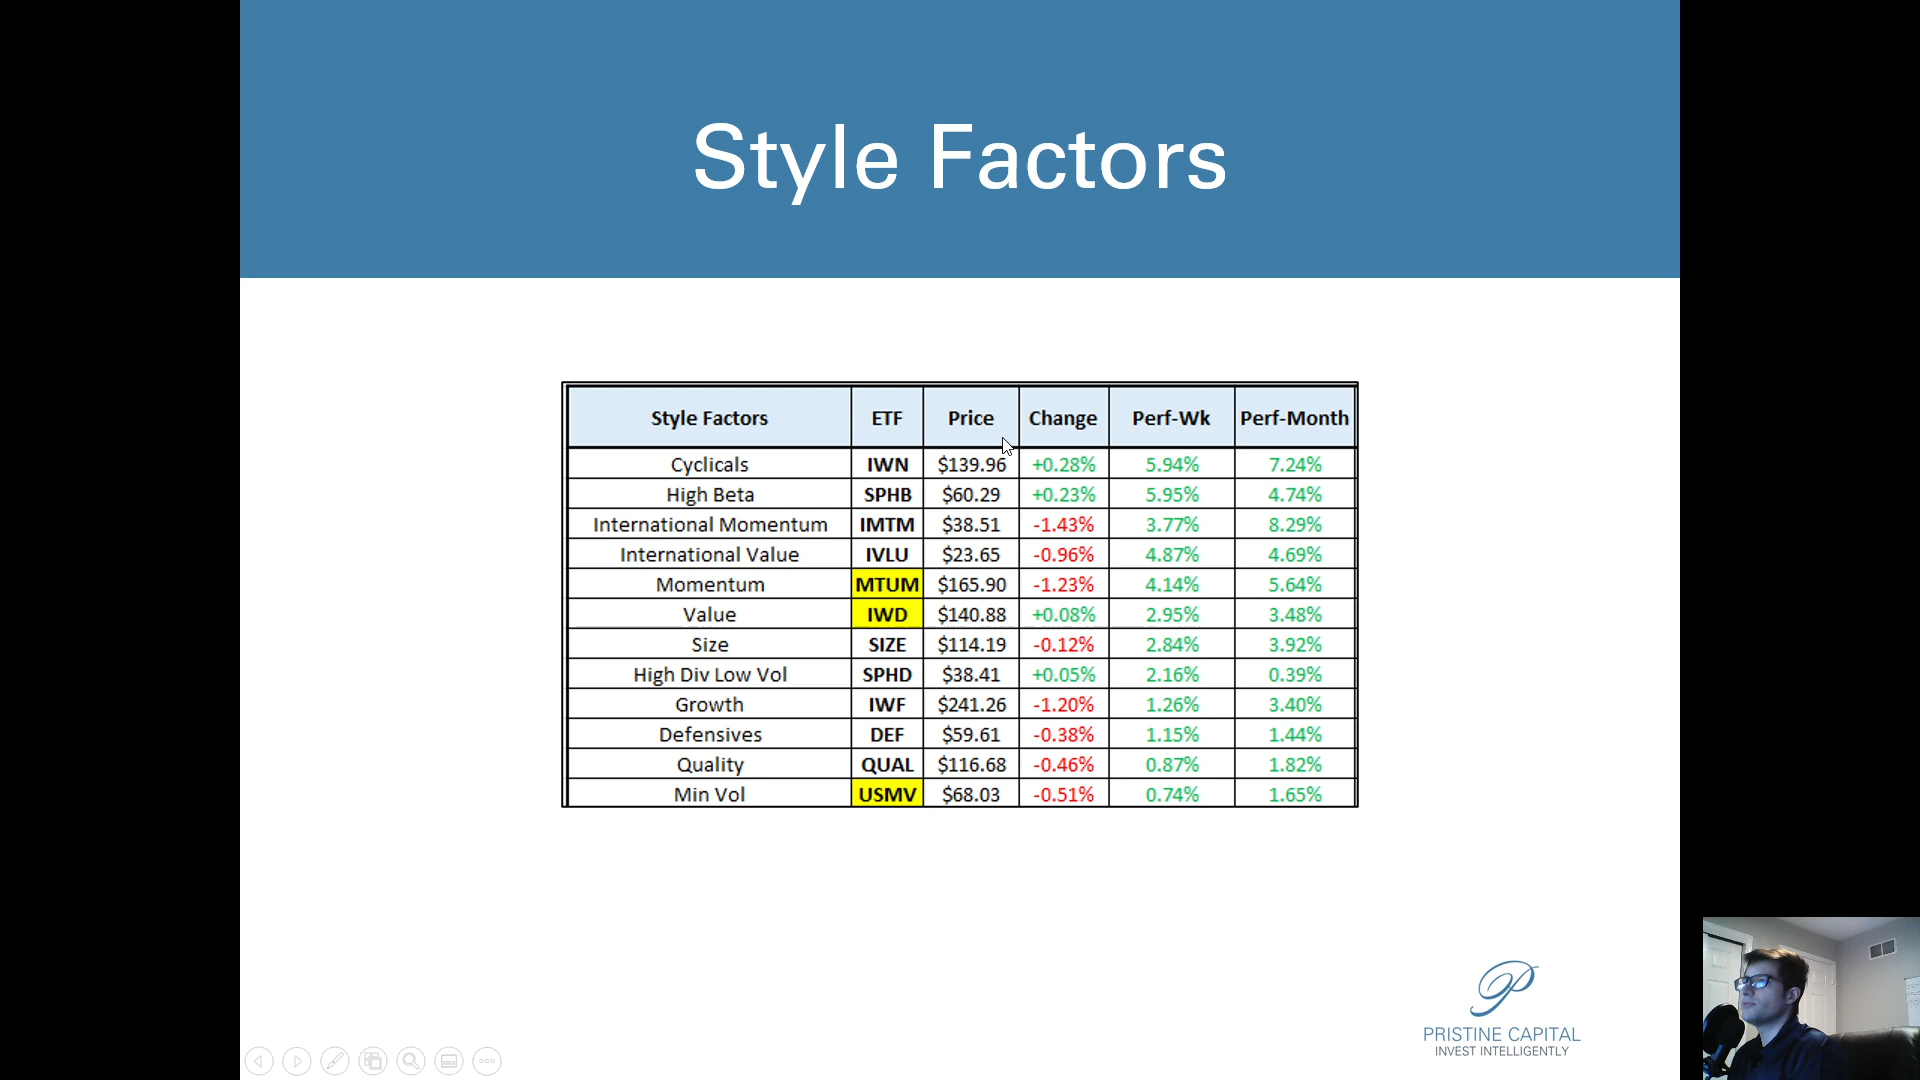 Style Factors
Style Factors ETF Price Change Perf-Wk Perf-Month
Cyclicals IWN $139.96 +0.28% 5.94% 7.24%
High Beta SPHB $60.29 +0.23% 5.95% 4.74%
International Momentum IMTM $38.51 -1.43% 3.77% 8.29%
International Value IVLU $23.65 -0.96% 4.87% 4.69%
Momentum MTUM $165.90 -1.23% 4.14% 5.64%
Value IWD $140.88 +0.08% 2.95% 3.48%
Size SIZE $114.19 -0.12% 2.84% 3.92%
High Div Low Vol SPHD $38.41 +0.05% 2.16% 0.39%
Growth IWF $241.26 -1.20% 1.26% 3.40%
Defensives DEF $59.61 -0.38% 1.15% 1.44%
Quality QUAL $116.68 -0.46% 0.87% 1.82%
Min Vol USMV $68.03 -0.51% 0.74% 1.65%
P
PRISTINE CAPITAL
INVEST INTELLIGENTLY